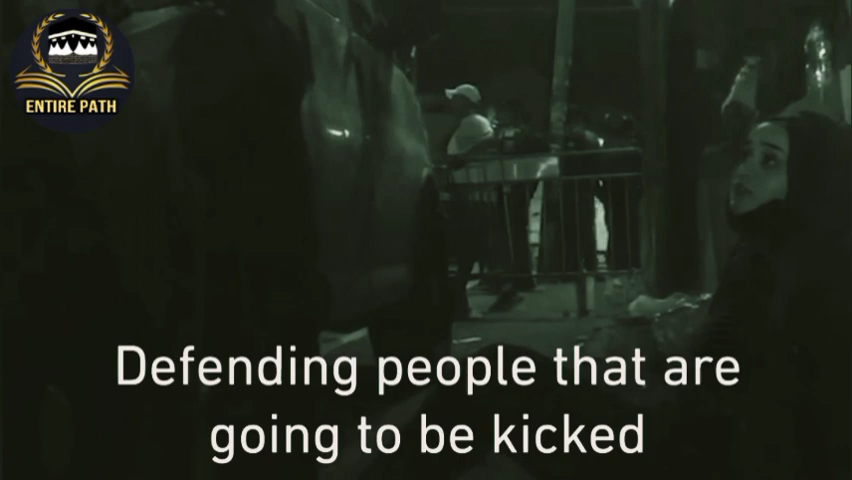 ENTIRE PATH
Defending people that are
going to be kicked